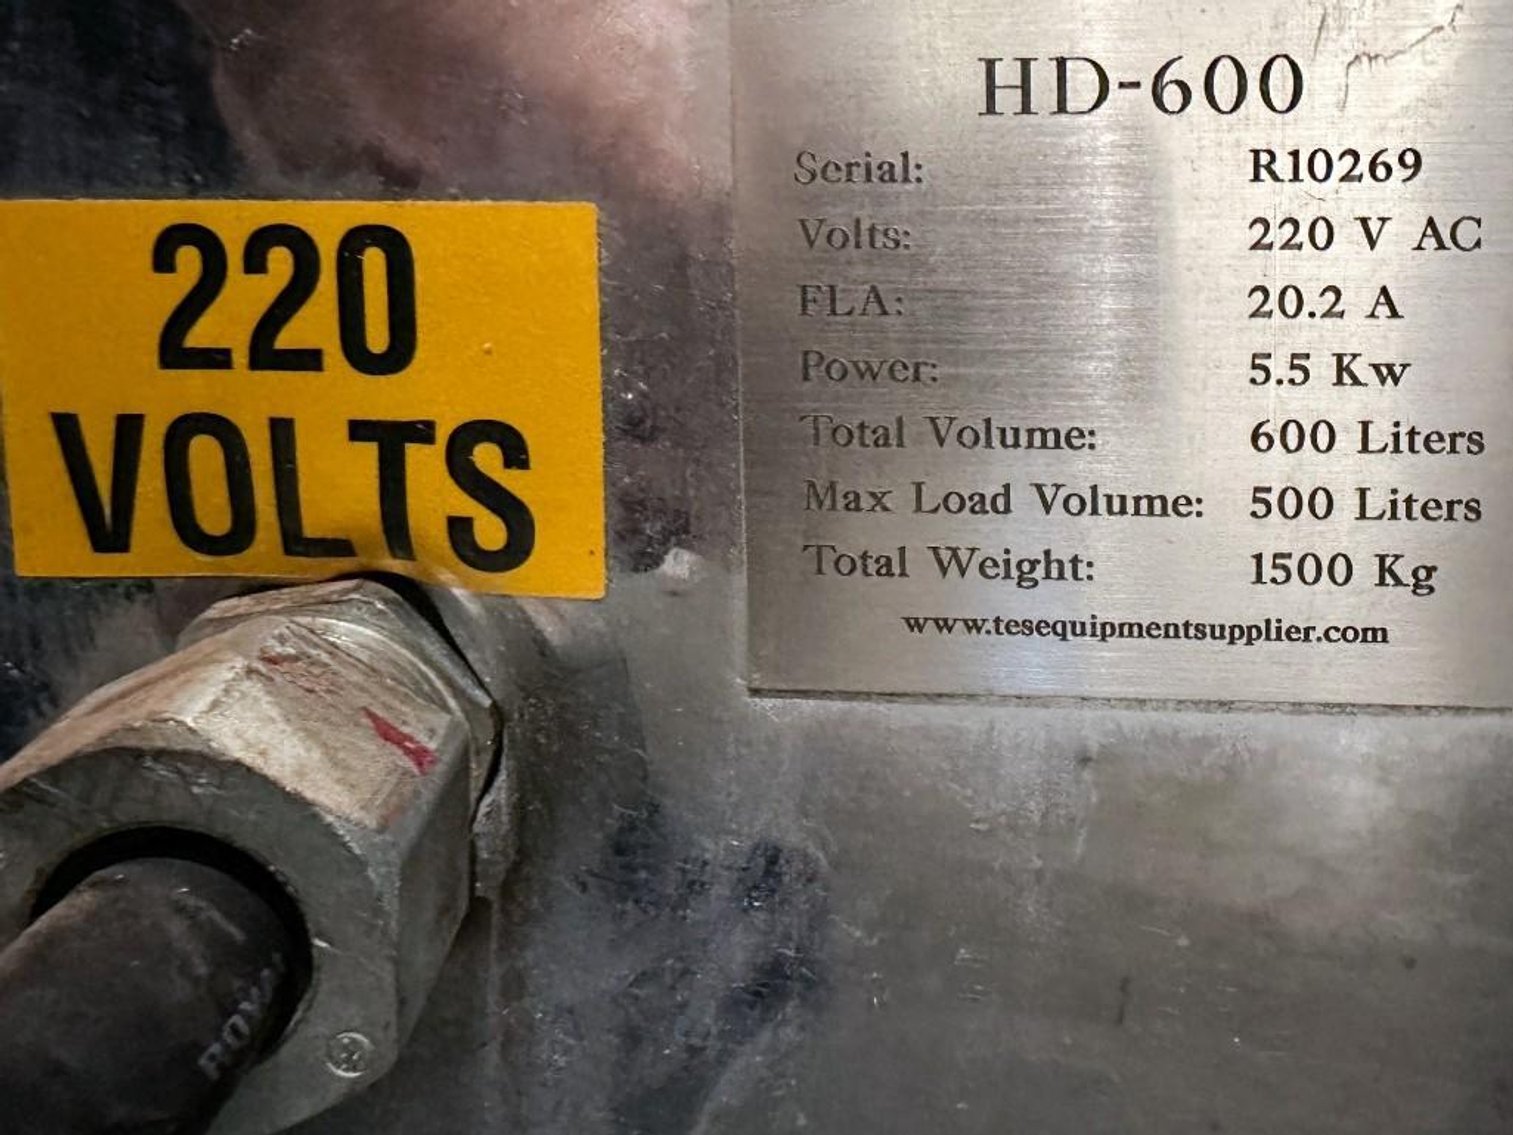 220
VOLTS
HD-600
Serial: R10269
Volts: 220 V AC
FLA: 20.2 A
Power: 5.5 Kw
Total Volume: 600 Liters
Max Load Volume: 500 Liters
Total Weight: 1500 Kg
www.tesequipmentsupplier.com